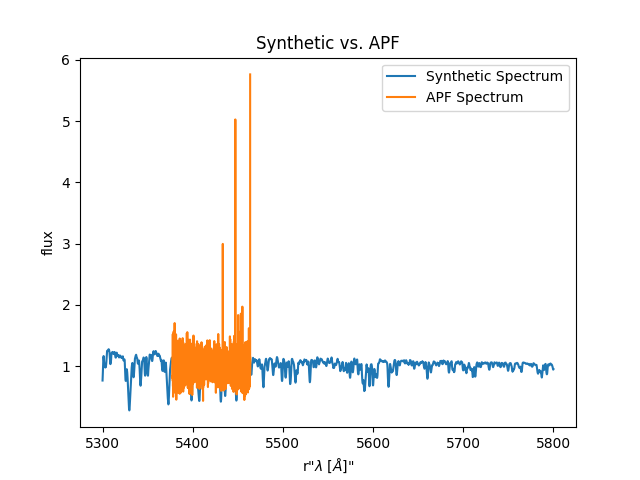 Synthetic vs. APF
Synthetic Spectrum
APF Spectrum
6
5
4
3
2
1
flux
5300 5400 5500 5600 5700 5800
r"λ [Å]"